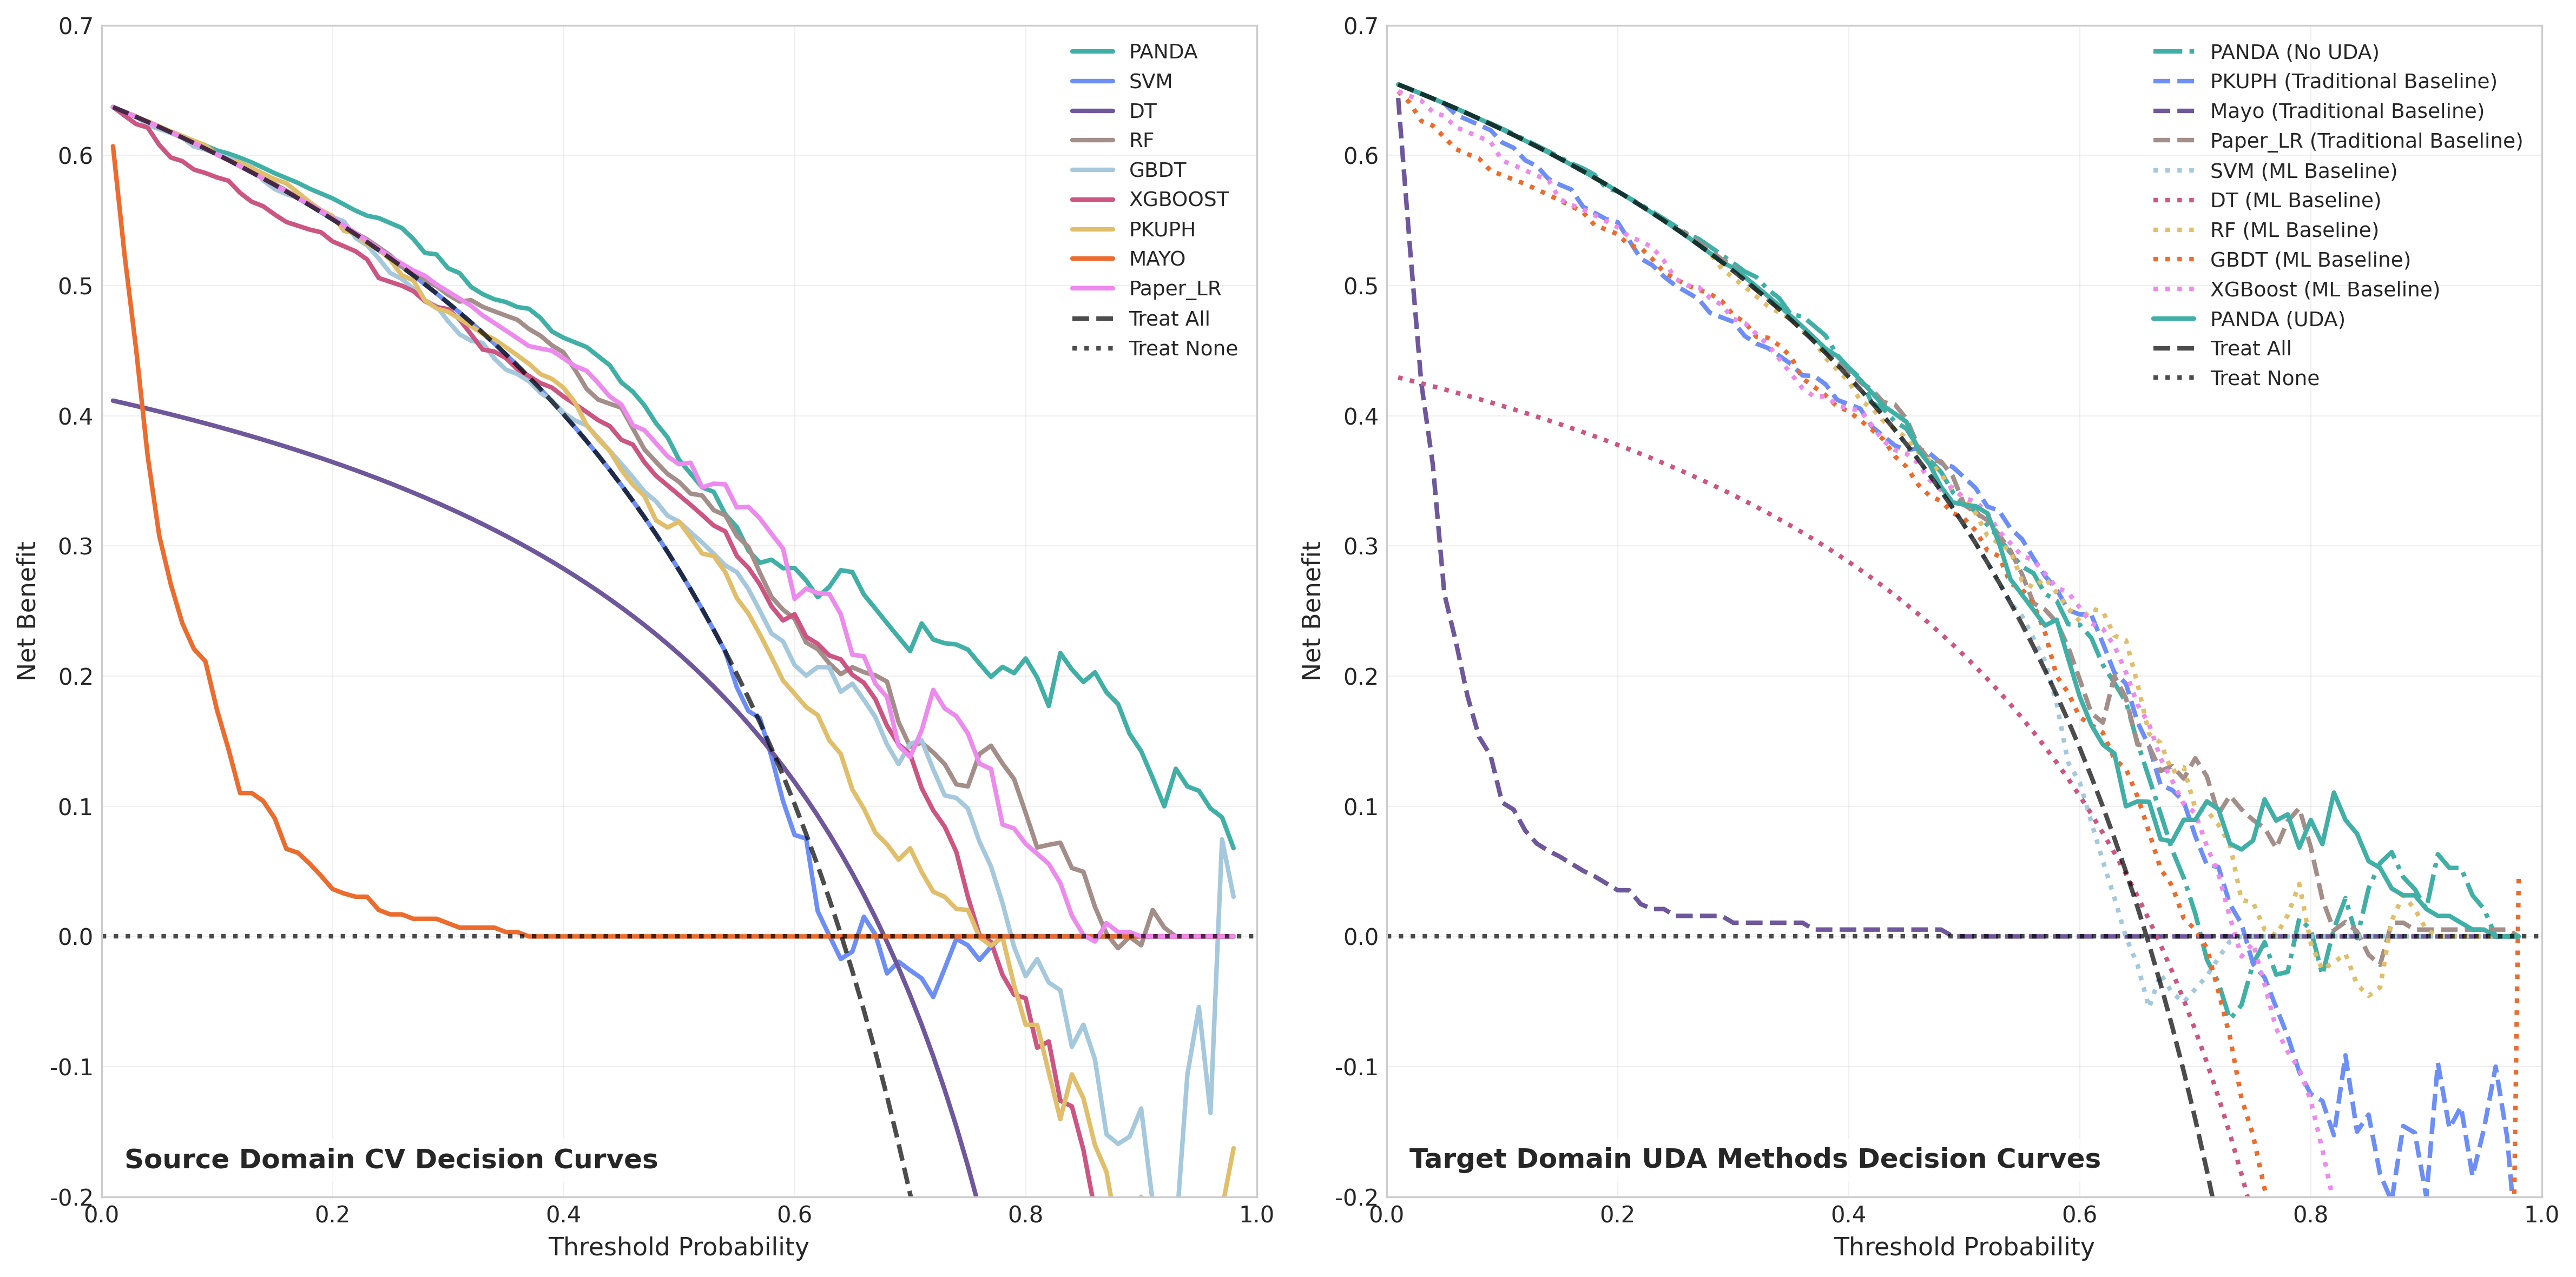 0.7
0.6
0.5
0.4
0.3
0.2
0.1
0.0
-0.1
-0.2
Net Benefit
PANDA
SVM
DT
RF
GBDT
XGBOOST
PKUPH
MAYO
Paper_LR
Treat All
Treat None
Source Domain CV Decision Curves
0.0 0.2 0.4 0.6 0.8 1.0
Threshold Probability
0.7
0.6
0.5
0.4
0.3
0.2
0.1
0.0
-0.1
-0.2
Net Benefit
PANDA (No UDA)
PKUPH (Traditional Baseline)
Mayo (Traditional Baseline)
Paper_LR (Traditional Baseline)
SVM (ML Baseline)
DT (ML Baseline)
RF (ML Baseline)
GBDT (ML Baseline)
XGBoost (ML Baseline)
PANDA (UDA)
Treat All
Treat None
Target Domain UDA Methods Decision Curves
0.0 0.2 0.4 0.6 0.8 1.0
Threshold Probability